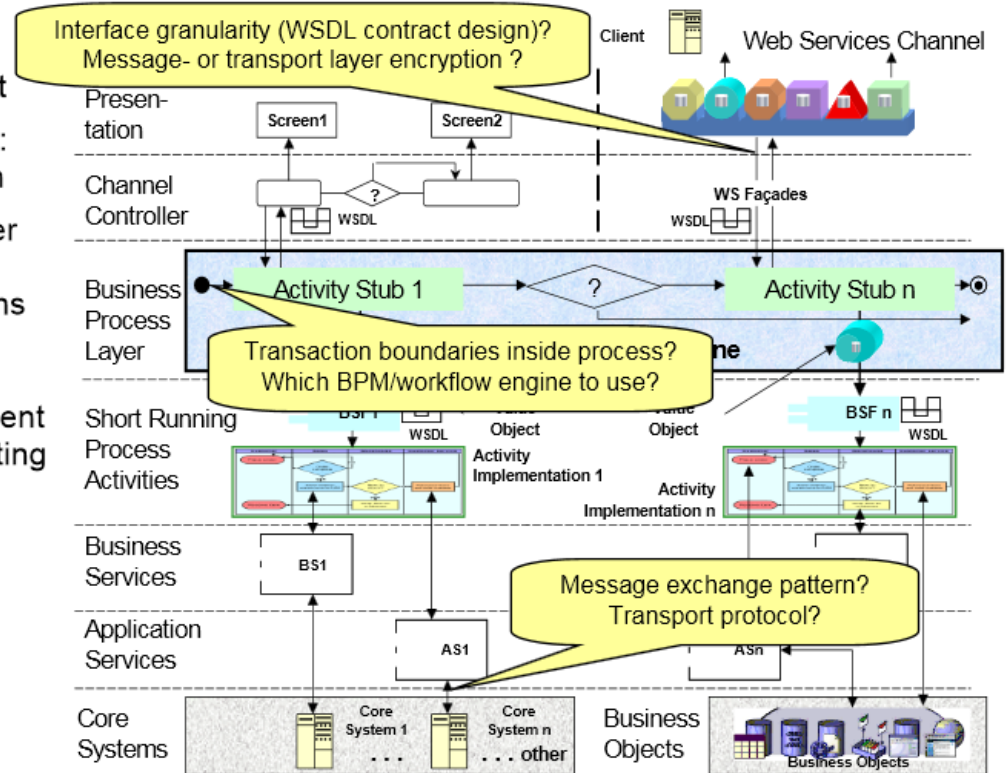 Interface granularity (WSDL contract design)?
Message- or transport layer encryption ?
Client
Web Services Channel
Presen-
tation
Screen1
Screen2
Channel
Controller
?
WSDL
WS Façades
WSDL
Business
Process
Layer
Activity Stub 1
?
Activity Stub n
Transaction boundaries inside process?
Which BPM/workflow engine to use?
Short Running
Process
Activities
WSDL
Object
Object
BSF n
WSDL
Activity
Implementation 1
Activity
Implementation n
Business
Services
BS1
Message exchange pattern?
Transport protocol?
Application
Services
AS1
ASn
Core
Systems
Core
System 1
. . .
Core
System n
. . . other
Business
Objects
Business Objects